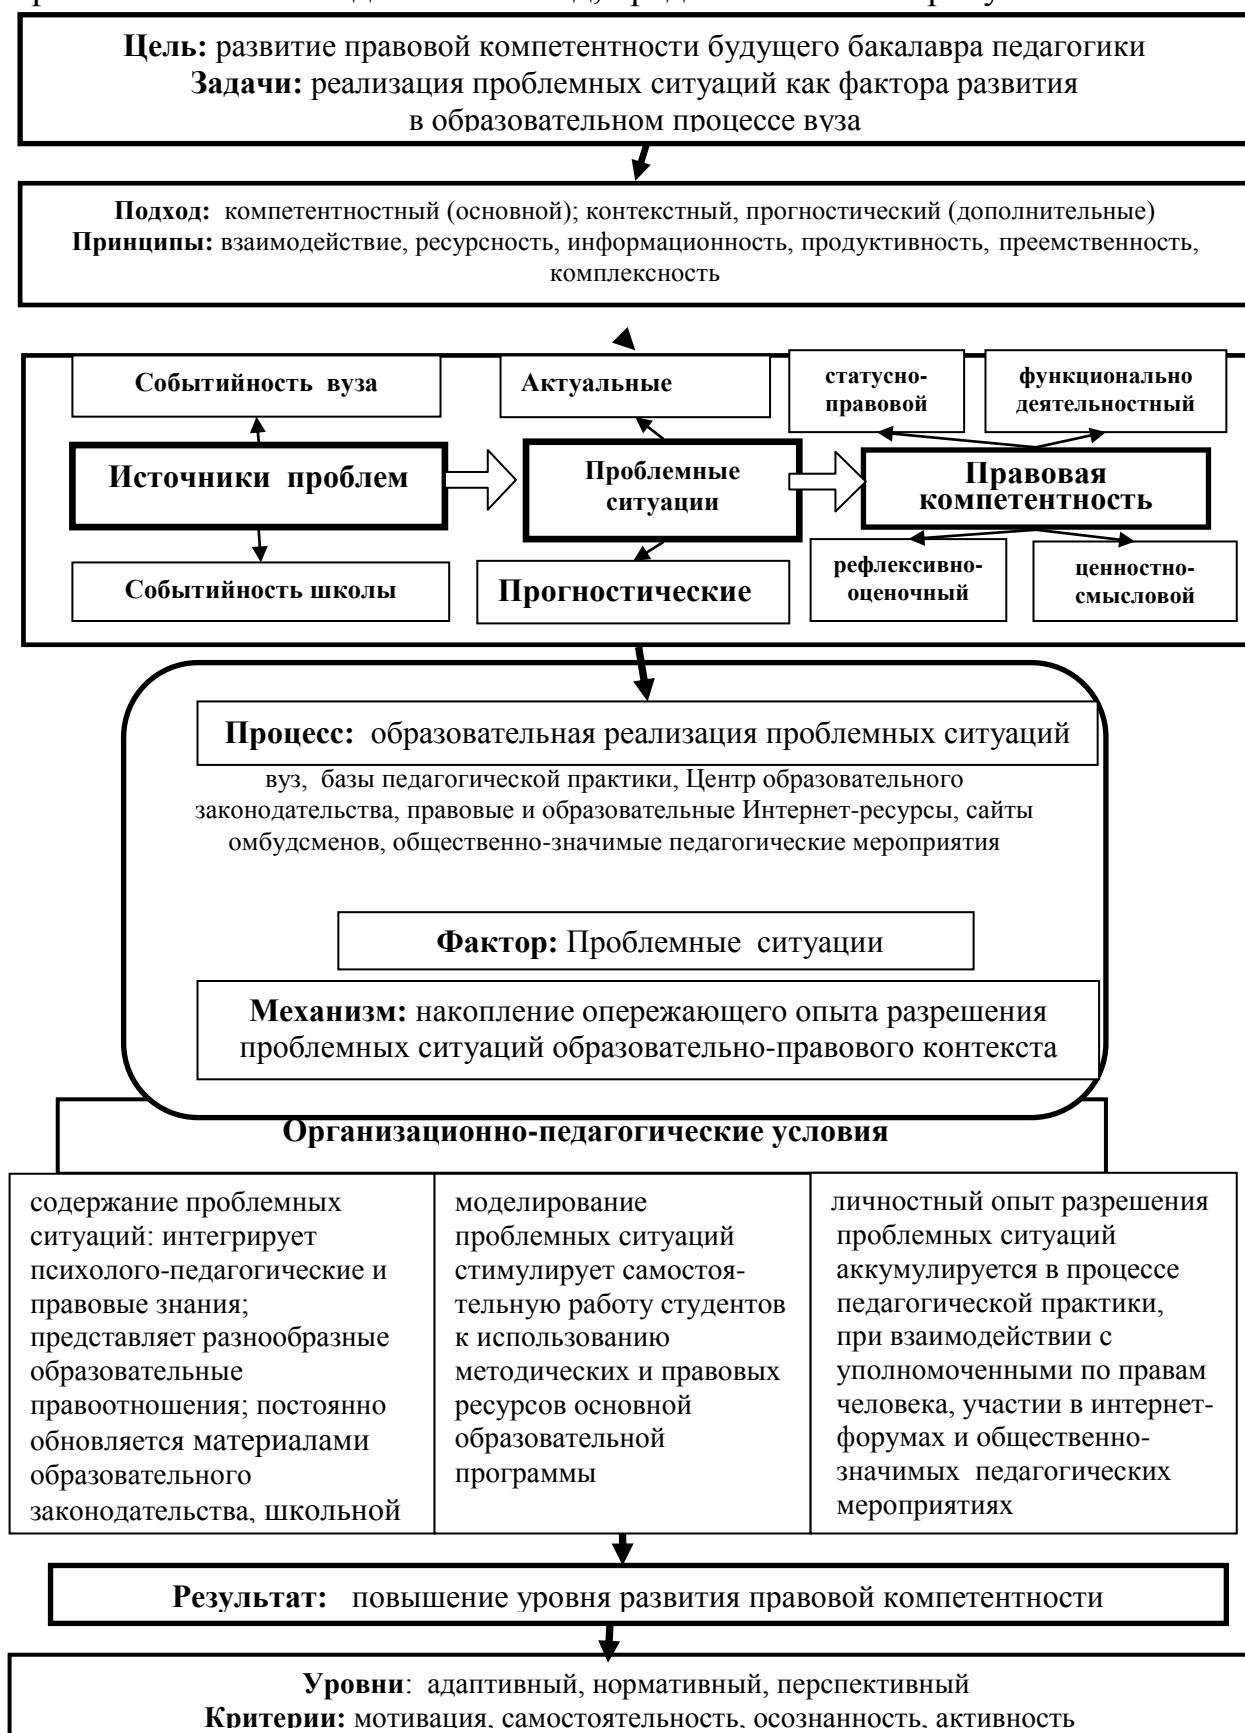 Цель: развитие правовой компетентности будущего бакалавра педагогики
Задачи: реализация проблемных ситуаций как фактора развития
в образовательном процессе вуза
Подход: компетентностный (основной); контекстный, прогностический (дополнительные)
Принципы: взаимодействие, ресурсность, информационность, продуктивность, преемственность,
комплексность
Событийность вуза
Актуальные
статусно-
правовой
функционально
деятельностный
Источники проблем
Проблемные
ситуации
Правовая
компетентность
Событийность школы
Прогностические
рефлексивно-
оценочный
ценностно-
смысловой
Процесс: образовательная реализация проблемных ситуаций
вуз, базы педагогической практики, Центр образовательного
законодательства, правовые и образовательные Интернет-ресурсы, сайты
омбудсменов, общественно-значимые педагогические мероприятия
Фактор: Проблемные ситуации
Механизм: накопление опережающего опыта разрешения
проблемных ситуаций образовательно-правового контекста
Организационно-педагогические условия
содержание проблемных
ситуаций: интегрирует
психолого-педагогические и
правовые знания;
представляет разнообразные
образовательные
правоотношения; постоянно
обновляется материалами
образовательного
законодательства, школьной
моделирование
проблемных ситуаций
стимулирует самостоя-
тельную работу студентов
к использованию
методических и правовых
ресурсов основной
образовательной
программы
личностный опыт разрешения
проблемных ситуаций
аккумулируется в процессе
педагогической практики,
при взаимодействии с
уполномоченными по правам
человека, участии в интернет-
форумах и общественно-
значимых педагогических
мероприятиях
Результат: повышение уровня развития правовой компетентности
Уровни: адаптивный, нормативный, перспективный
Критерии: мотивация, самостоятельность, осознанность, активность